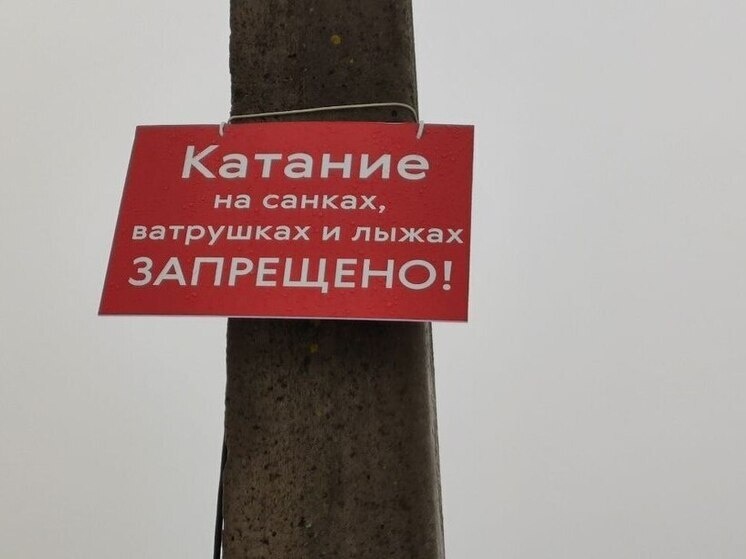 Катание
на санках,
ватрушках и лыжах
ЗАПРЕЩЕНО!